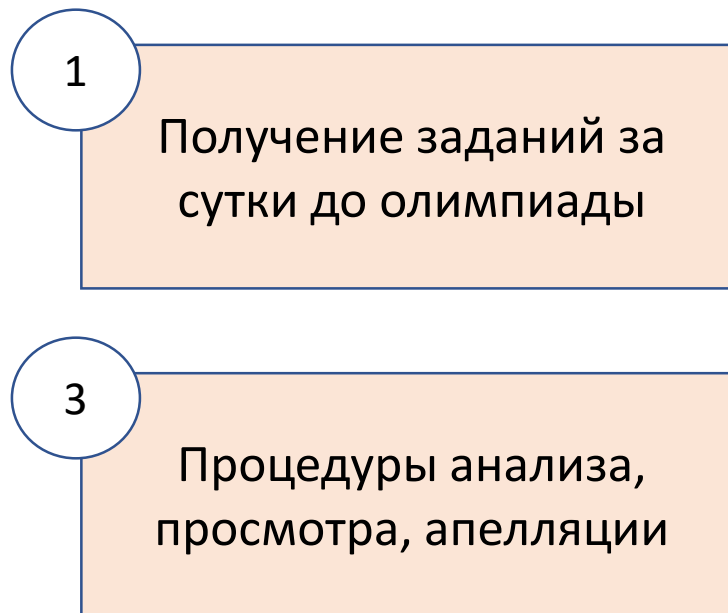 1
Получение заданий за
сутки до олимпиады
3
Процедуры анализа,
просмотра, апелляции